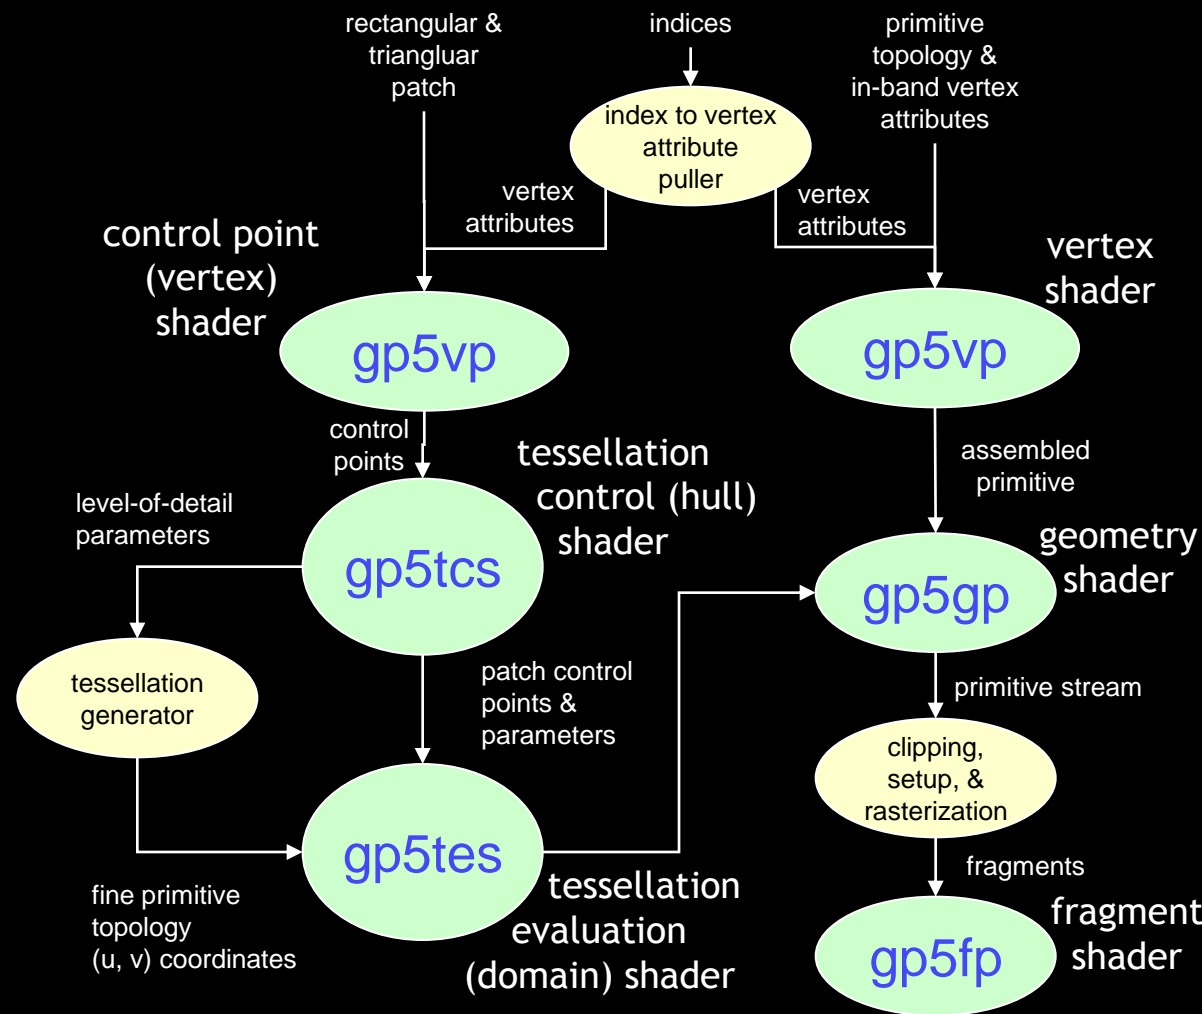 rectangular &
triangluar
patch
indices
primitive
topology &
in-band vertex
attributes
index to vertex
attribute
puller
vertex
attributes
vertex
attributes
control point
(vertex)
shader
vertex
shader
gp5vp
gp5vp
control
points
tessellation
control (hull)
shader
assembled
primitive
level-of-detail
parameters
gp5tcs
geometry
shader
gp5gp
tessellation
generator
patch control
points &
parameters
primitive stream
clipping,
setup, &
rasterization
gp5tes
fragments
fine primitive
topology
(u, v) coordinates
tessellation
evaluation
(domain) shader
fragment
shader
gp5fp